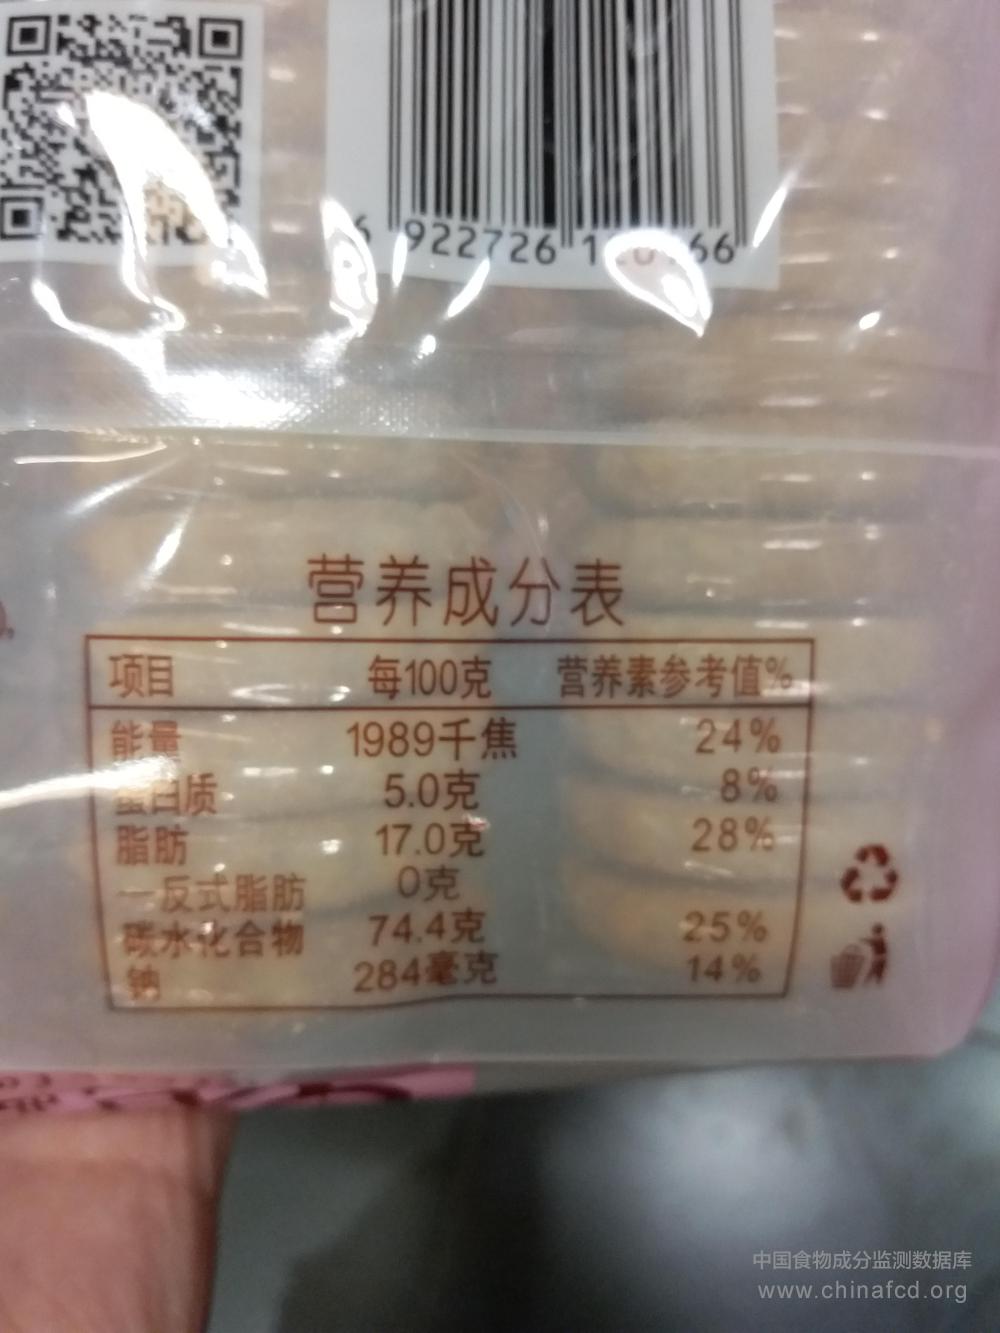 6 922726 1
营养成分表
项目 每100克 营养素参考值%
能量 1989千焦 24%
蛋白质 5.0克 8%
脂肪 17.0克 28%
—反式脂肪 0克
碳水化合物 74.4克 25%
钠 284毫克 14%
中国食物成分监测数据库
www.chinafcd.org